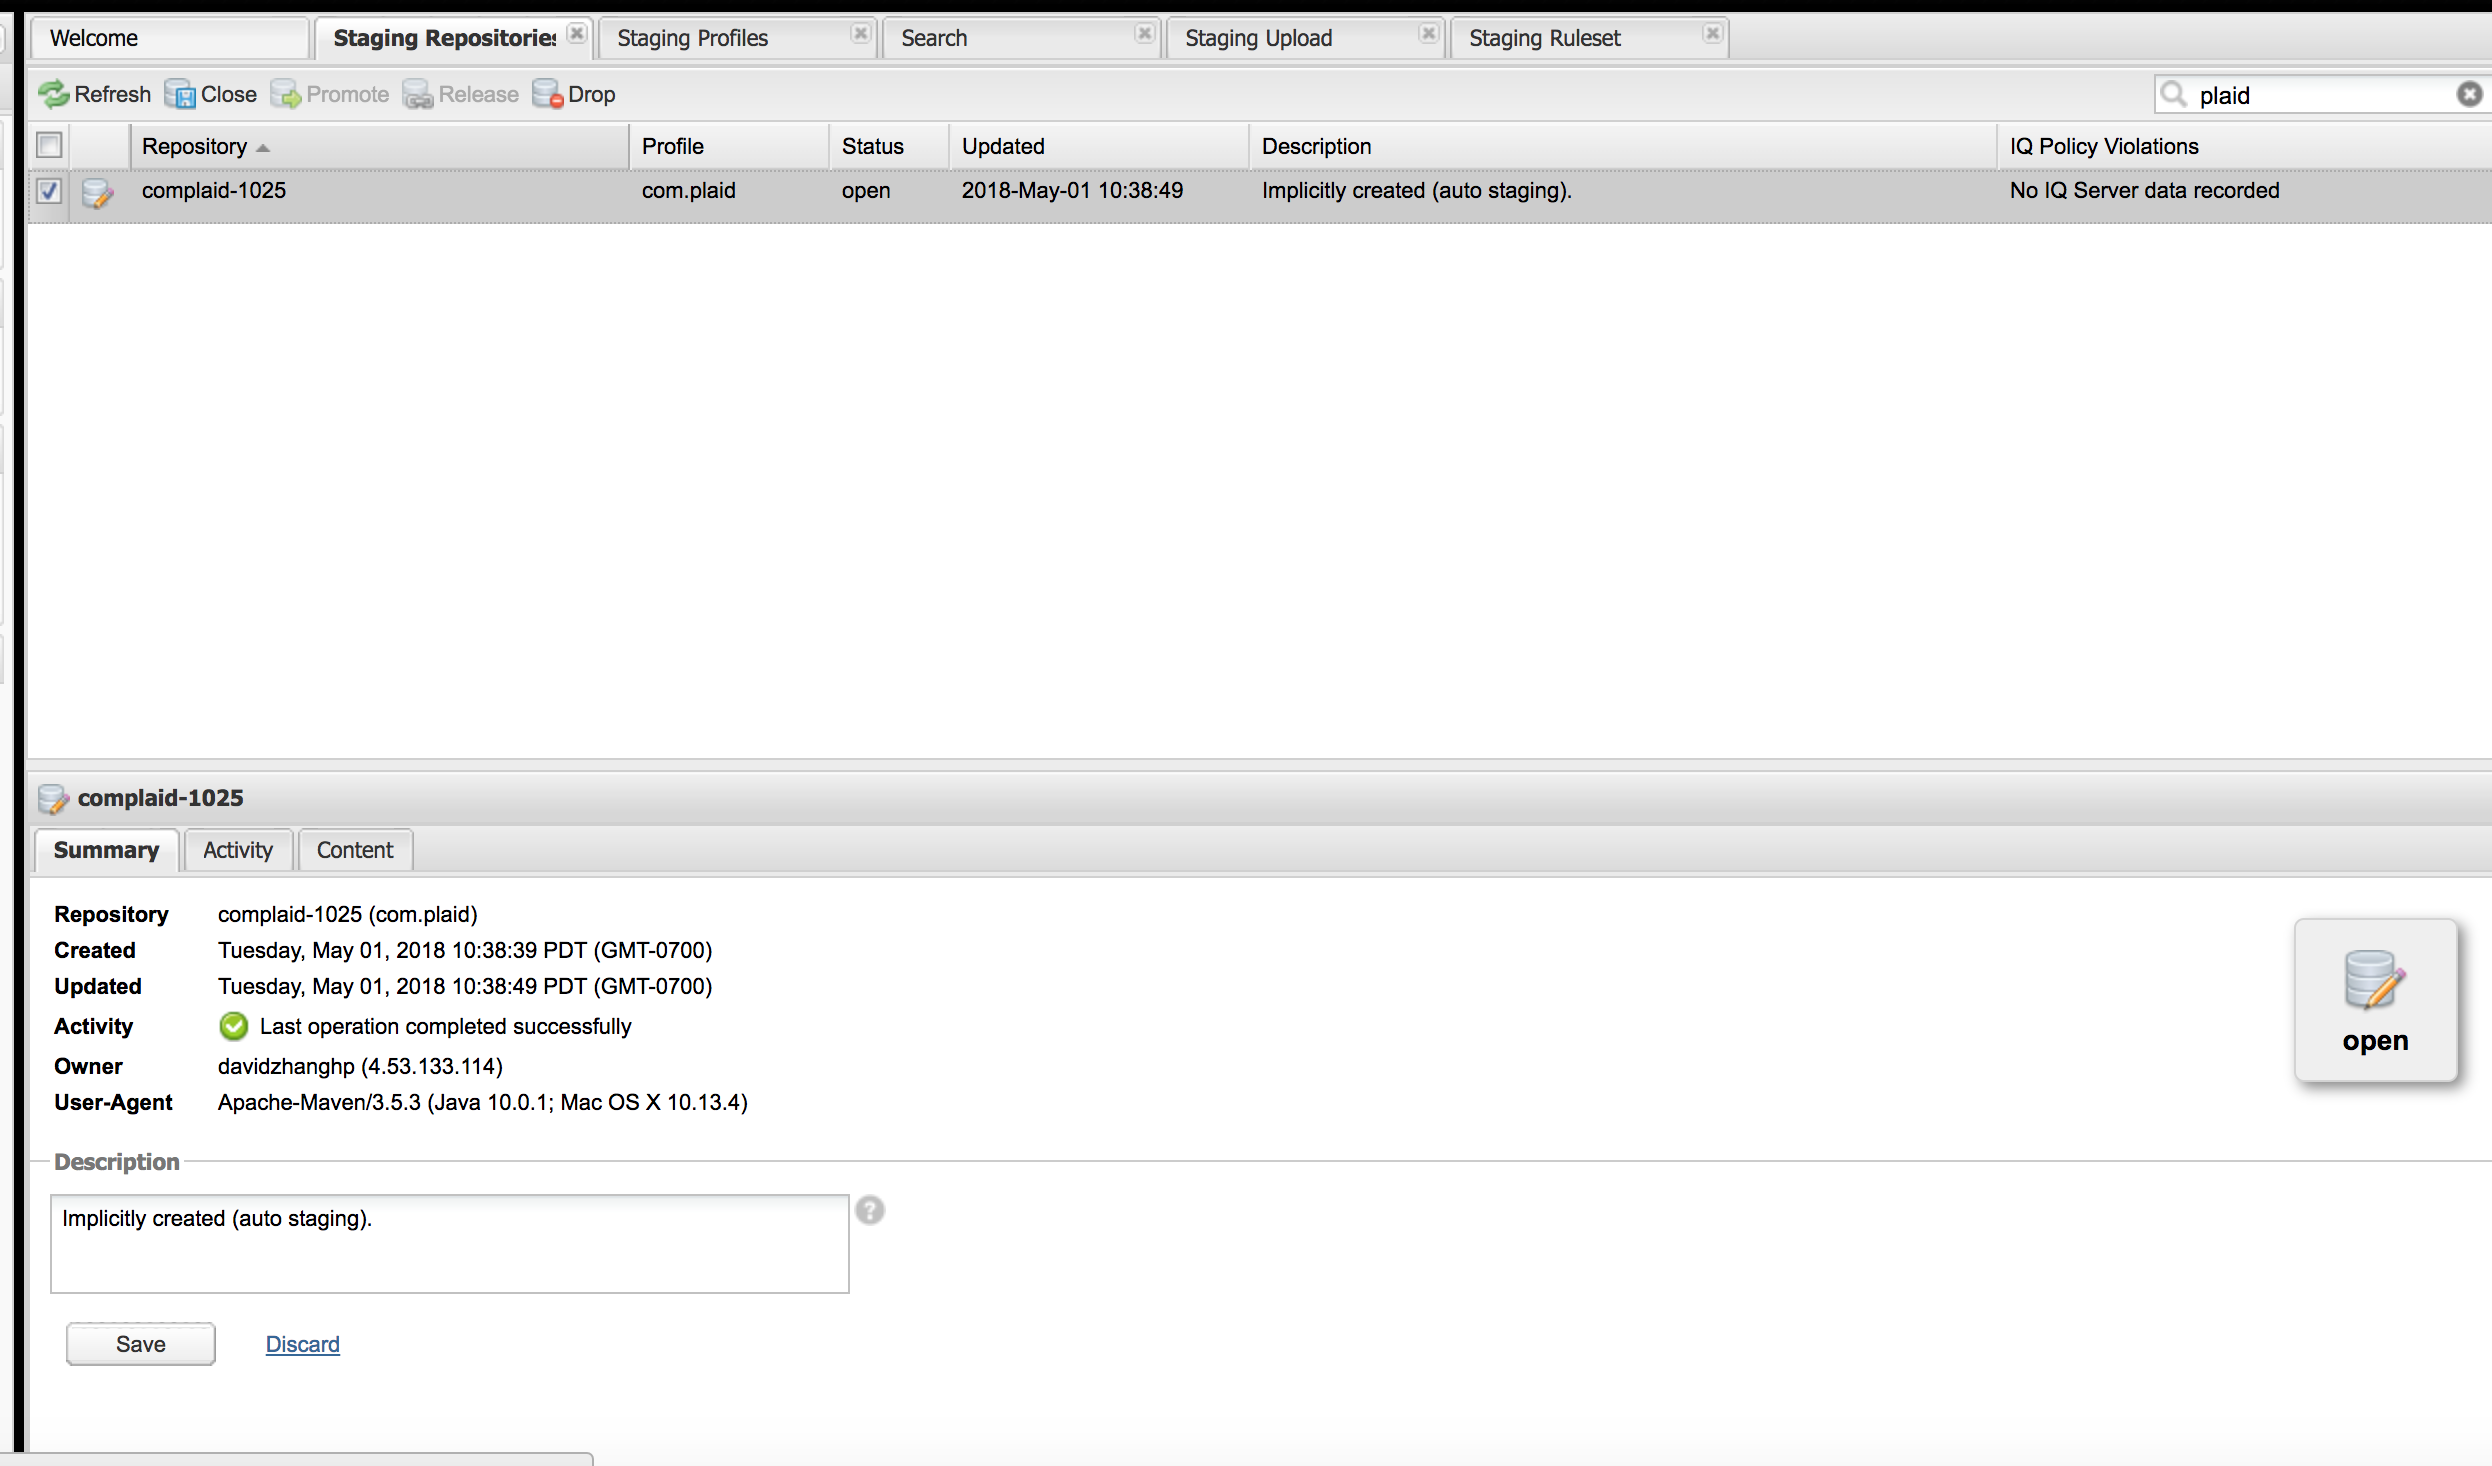 Welcome Staging Repositories Staging Profiles Search Staging Upload Staging Ruleset
Refresh Close Promote Release Drop plaid
Repository Profile Status Updated Description IQ Policy Violations
complaid-1025 com.plaid open 2018-May-01 10:38:49 Implicitly created (auto staging). No IQ Server data recorded
complaid-1025
Summary Activity Content
Repository complaid-1025 (com.plaid)
Created Tuesday, May 01, 2018 10:38:39 PDT (GMT-0700)
Updated Tuesday, May 01, 2018 10:38:49 PDT (GMT-0700)
Activity Last operation completed successfully
Owner davidzhanghp (4.53.133.114)
User-Agent Apache-Maven/3.5.3 (Java 10.0.1; Mac OS X 10.13.4)
open
Description
Implicitly created (auto staging).
?
Save Discard